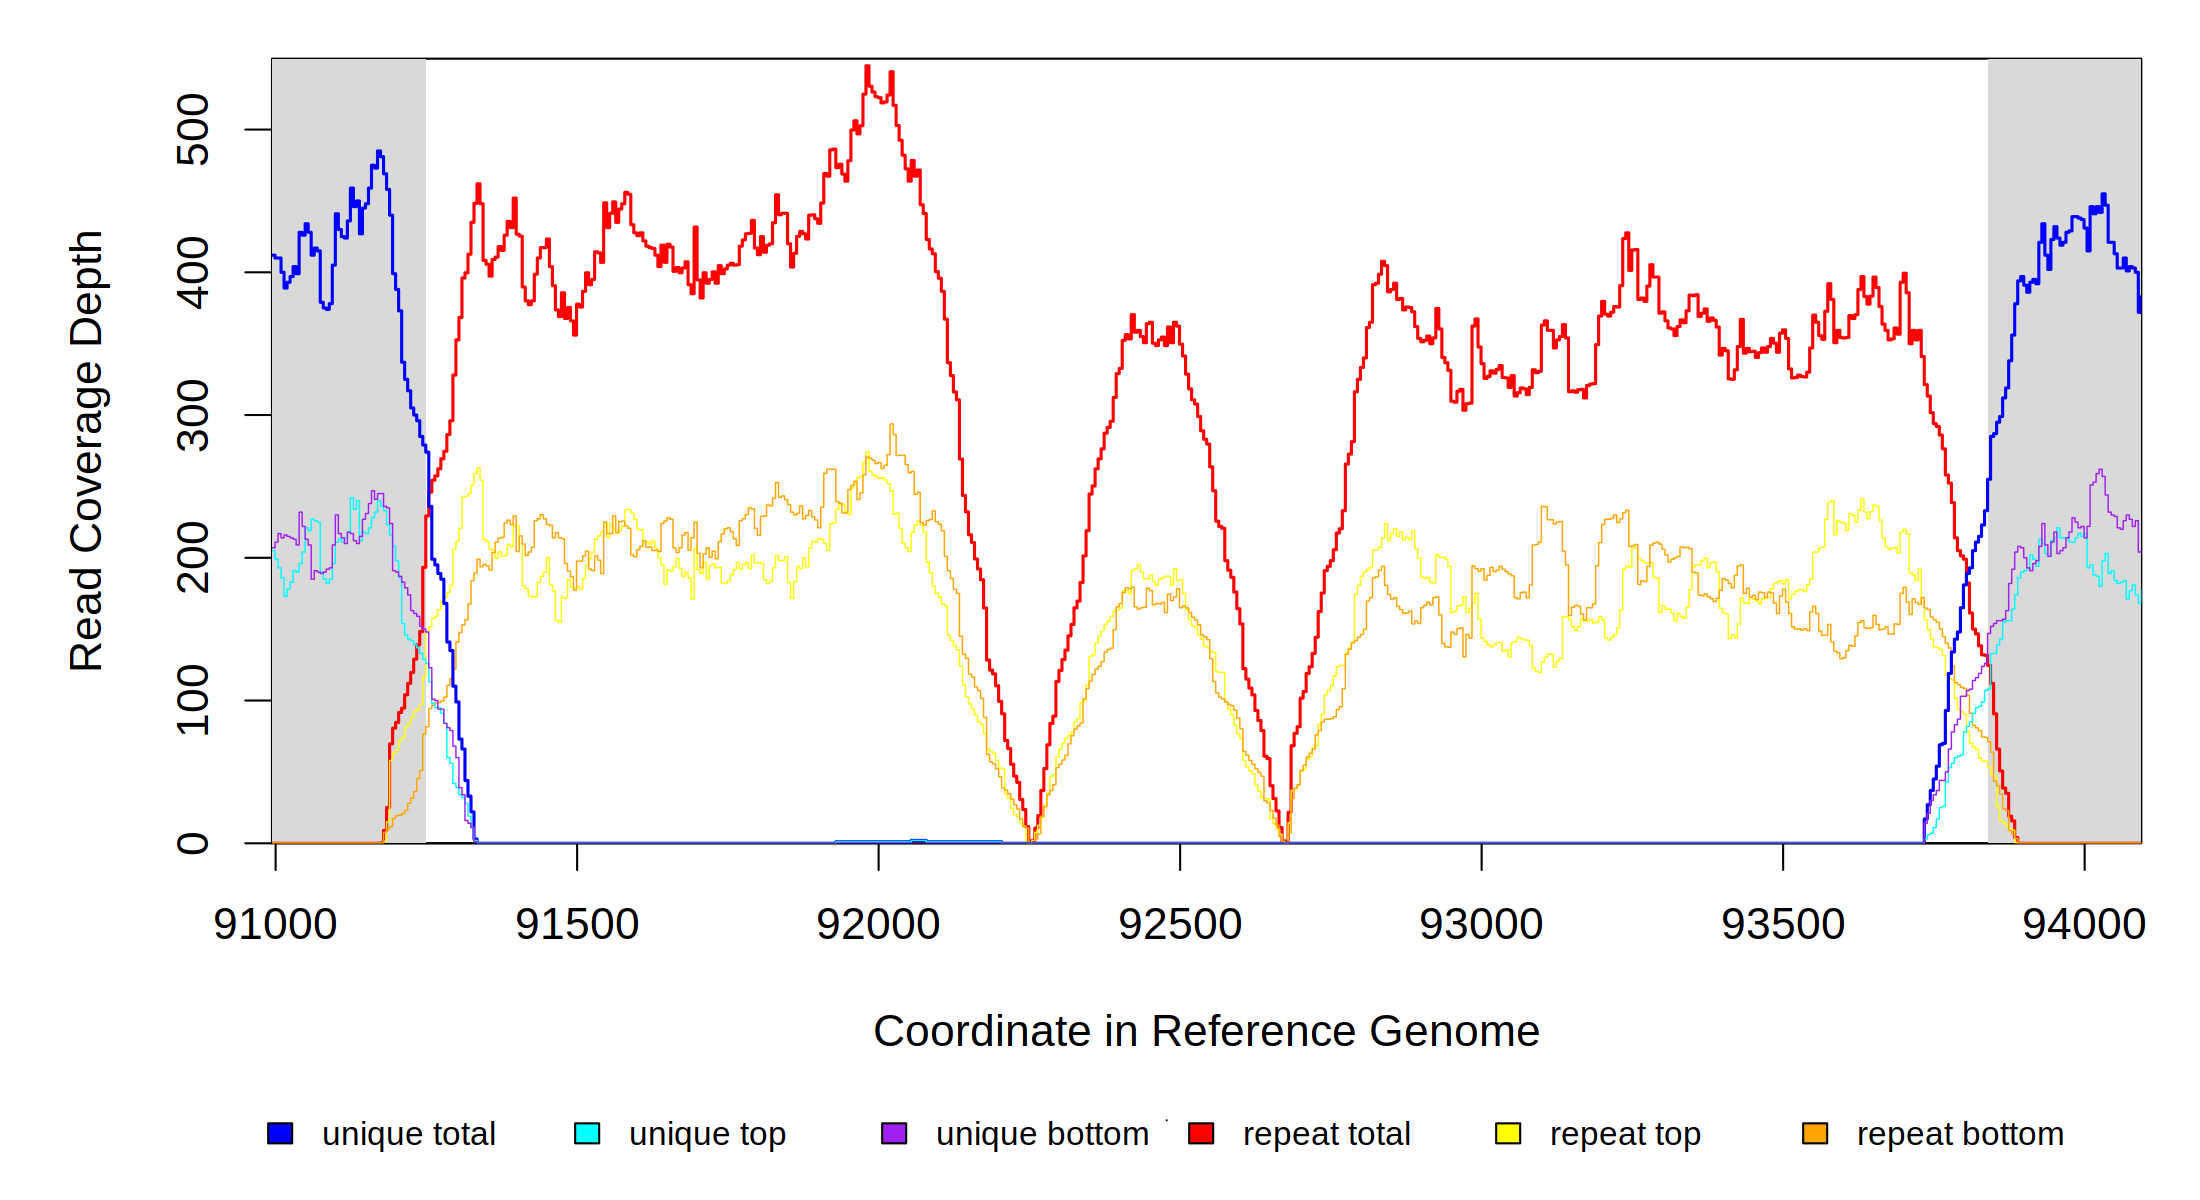 500
400
300
200
100
0
Read Coverage Depth
91000 91500 92000 92500 93000 93500 94000
Coordinate in Reference Genome
unique total unique top unique bottom repeat total repeat top repeat bottom